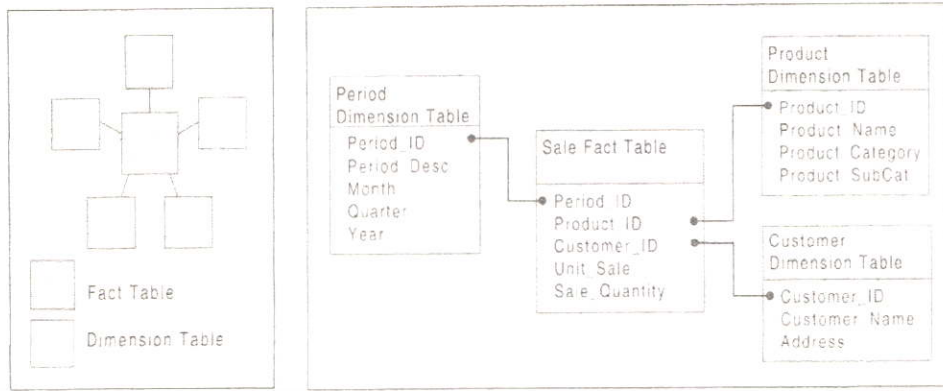 Fact Table
Dimension Table
Period
Dimension Table
Period_ID
Period_Desc
Month
Quarter
Year
Sale Fact Table
Period_ID
Product_ID
Customer_ID
Unit_Sale
Sale_Quantity
Product
Dimension Table
Product_ID
Product_Name
Product_Category
Product_SubCat
Customer
Dimension Table
Customer_ID
Customer_Name
Address